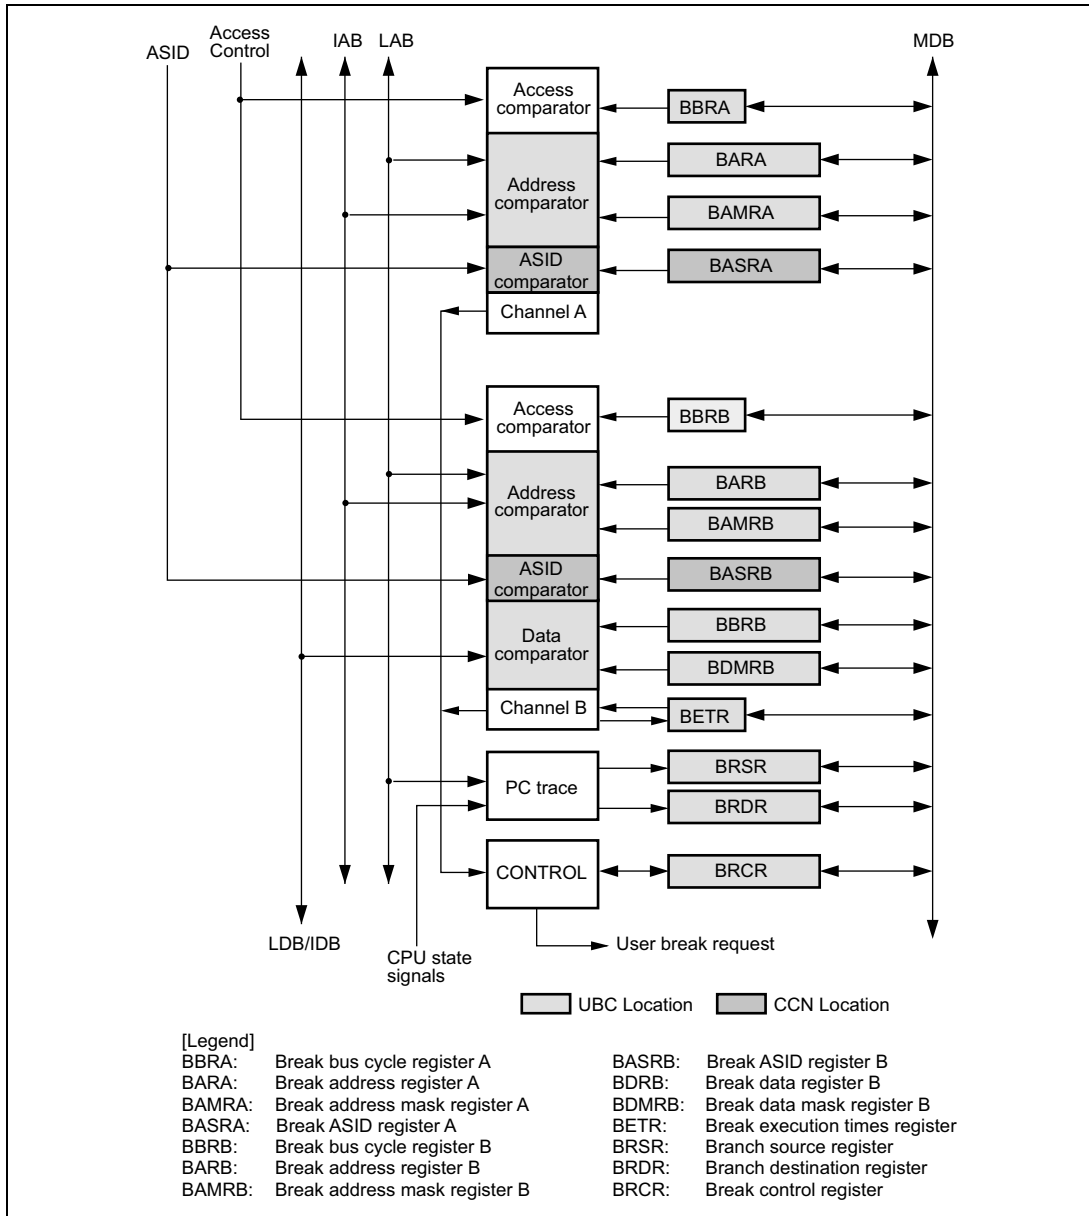 ASID
Access
Control
IAB
LAB
MDB
Access
comparator
BBRA
Address
comparator
BARA
BAMRA
ASID
comparator
BASRA
Channel A
Access
comparator
BBRB
Address
comparator
BARB
BAMRB
ASID
comparator
BASRB
Data
comparator
BBRB
BDMRB
Channel B
BETR
PC trace
BRSR
BRDR
CONTROL
BRCR
LDB/IDB
CPU state
signals
User break request
UBC Location
CCN Location
[Legend]
BBRA: Break bus cycle register A
BARA: Break address register A
BAMRA: Break address mask register A
BASRA: Break ASID register A
BBRB: Break bus cycle register B
BARB: Break address register B
BAMRB: Break address mask register B
BASRB: Break ASID register B
BDRB: Break data register B
BDMRB: Break data mask register B
BETR: Break execution times register
BRSR: Branch source register
BRDR: Branch destination register
BRCR: Break control register